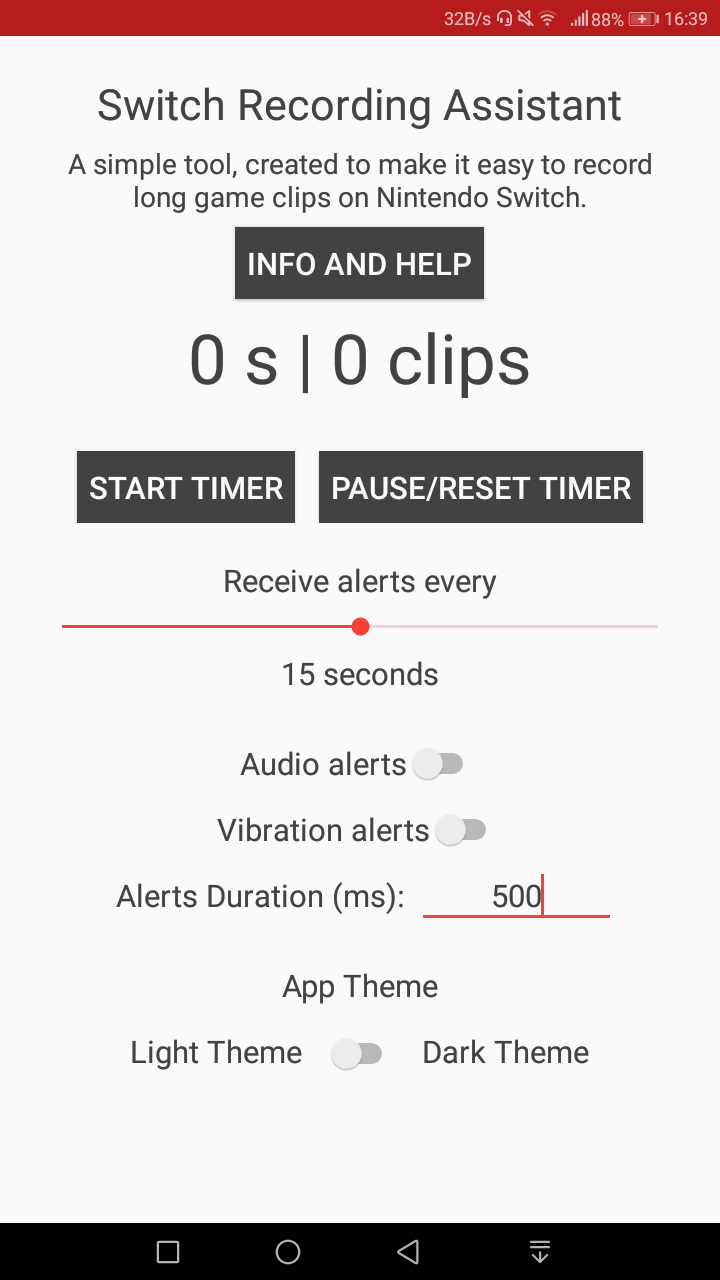 32B/s 88% 16:39
Switch Recording Assistant
A simple tool, created to make it easy to record
long game clips on Nintendo Switch.
INFO AND HELP
0 s | 0 clips
START TIMER PAUSE/RESET TIMER
Receive alerts every
15 seconds
Audio alerts
Vibration alerts
Alerts Duration (ms): 500
App Theme
Light Theme Dark Theme